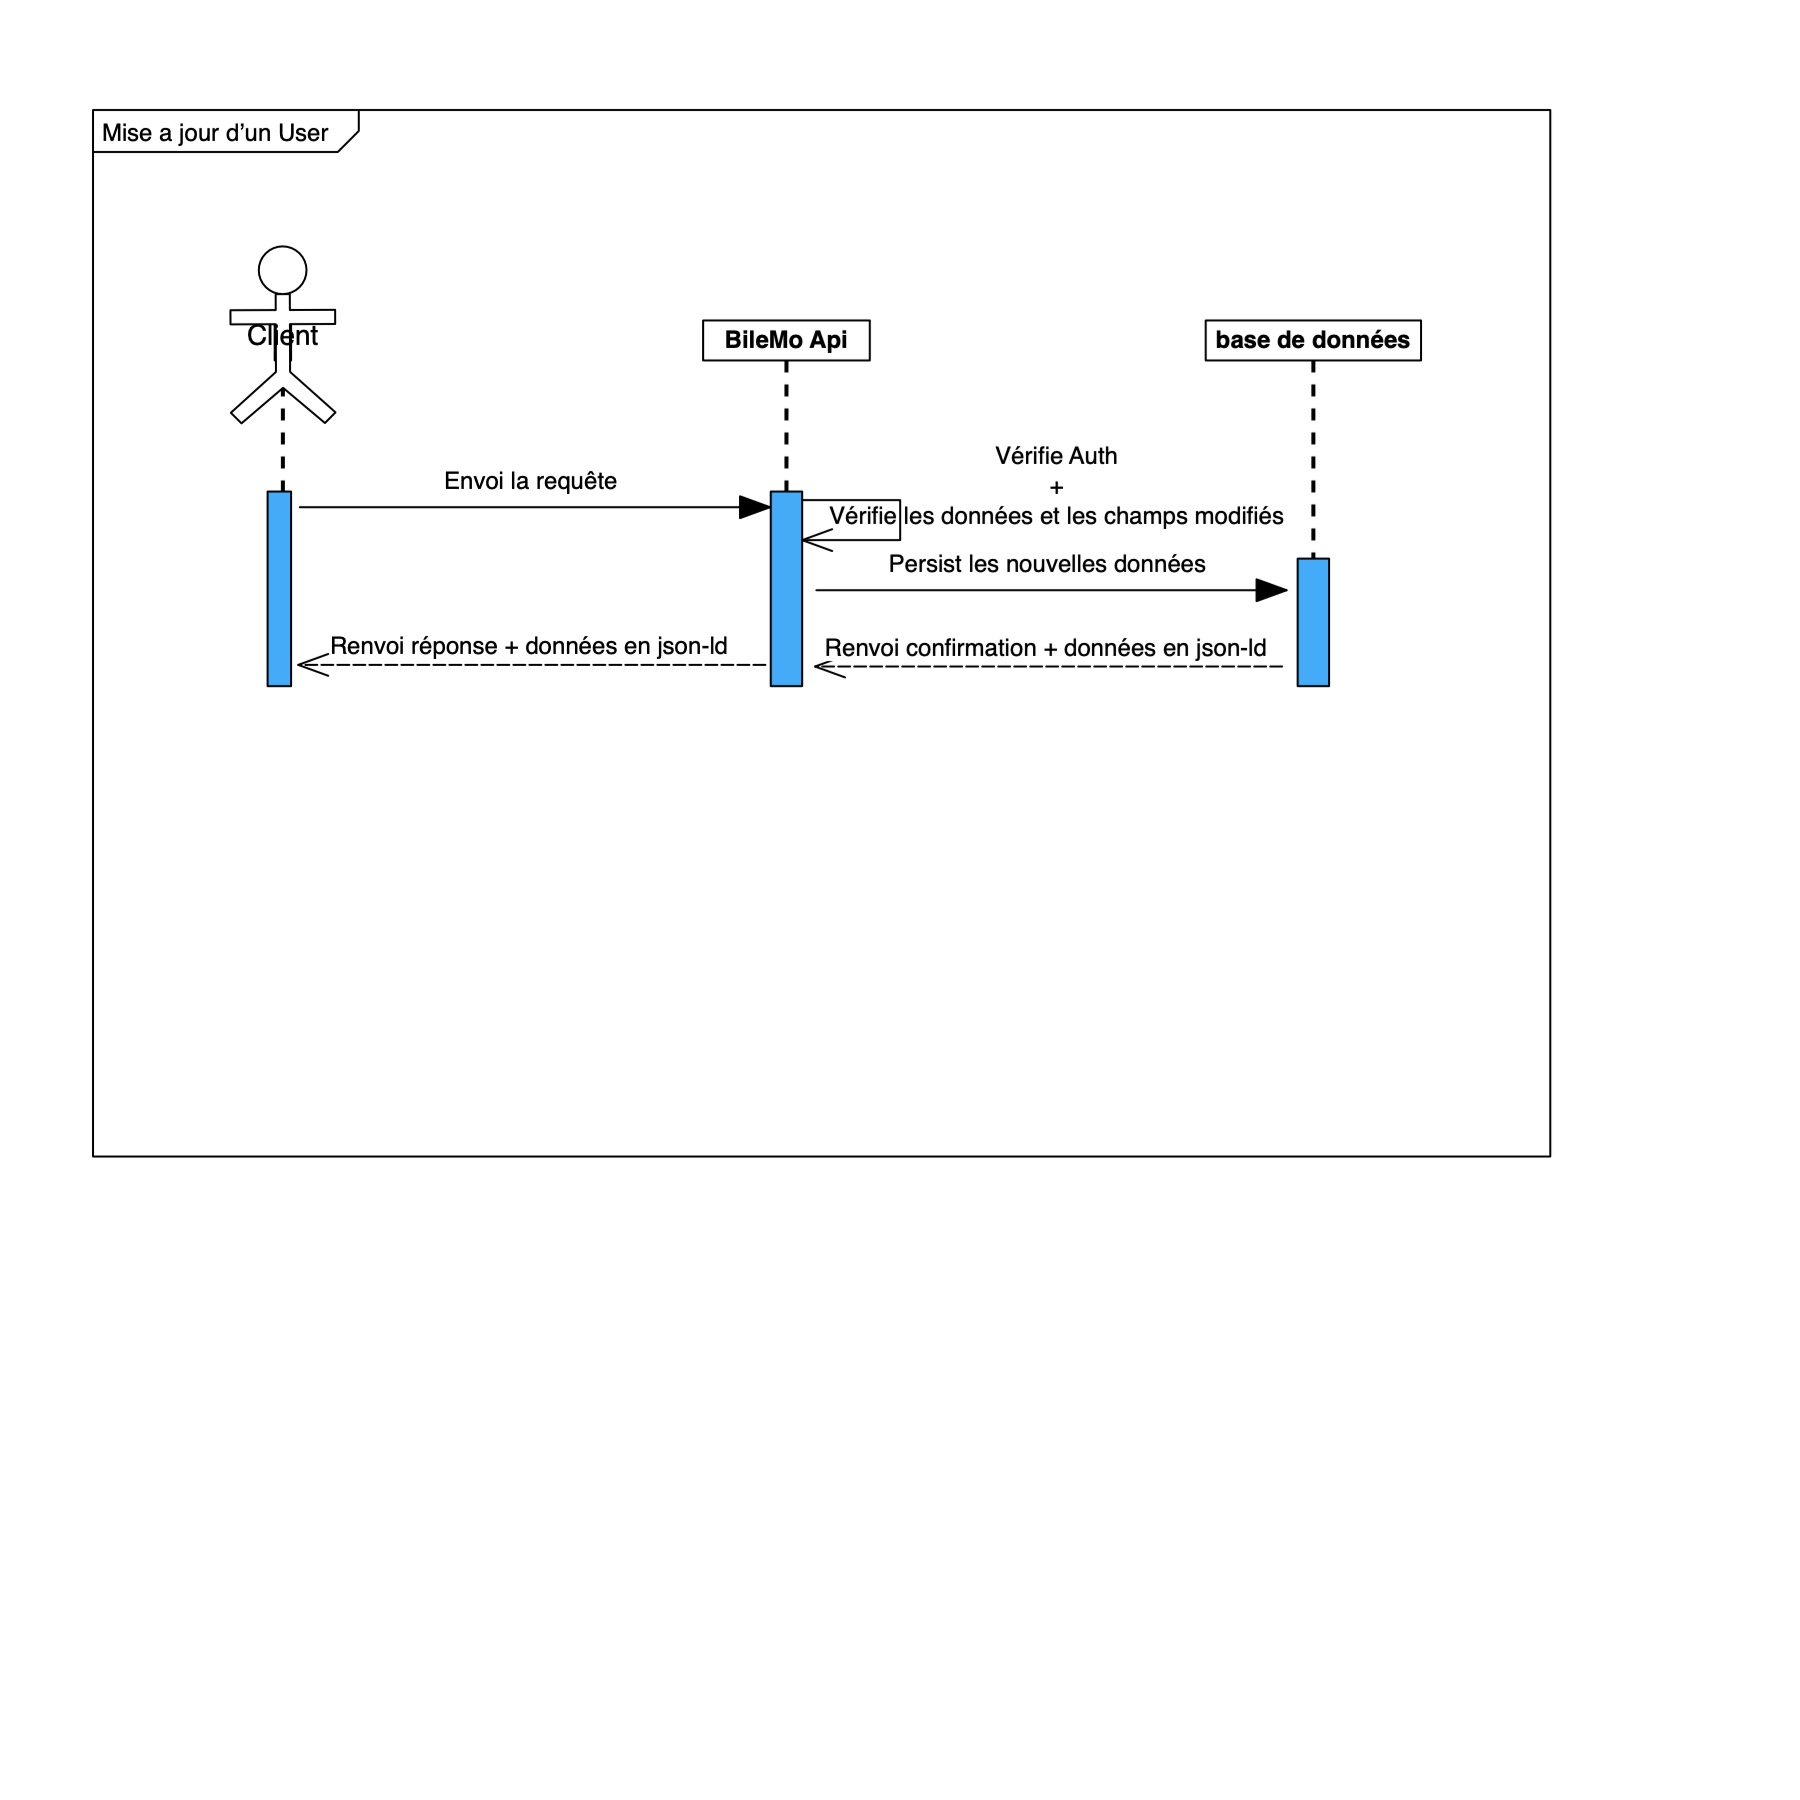 Mise a jour d’un User
Client
BileMo Api
base de données
Envoi la requête
Vérifie Auth
+
Vérifie les données et les champs modifiés
Persist les nouvelles données
Renvoi réponse + données en json-ld
Renvoi confirmation + données en json-ld